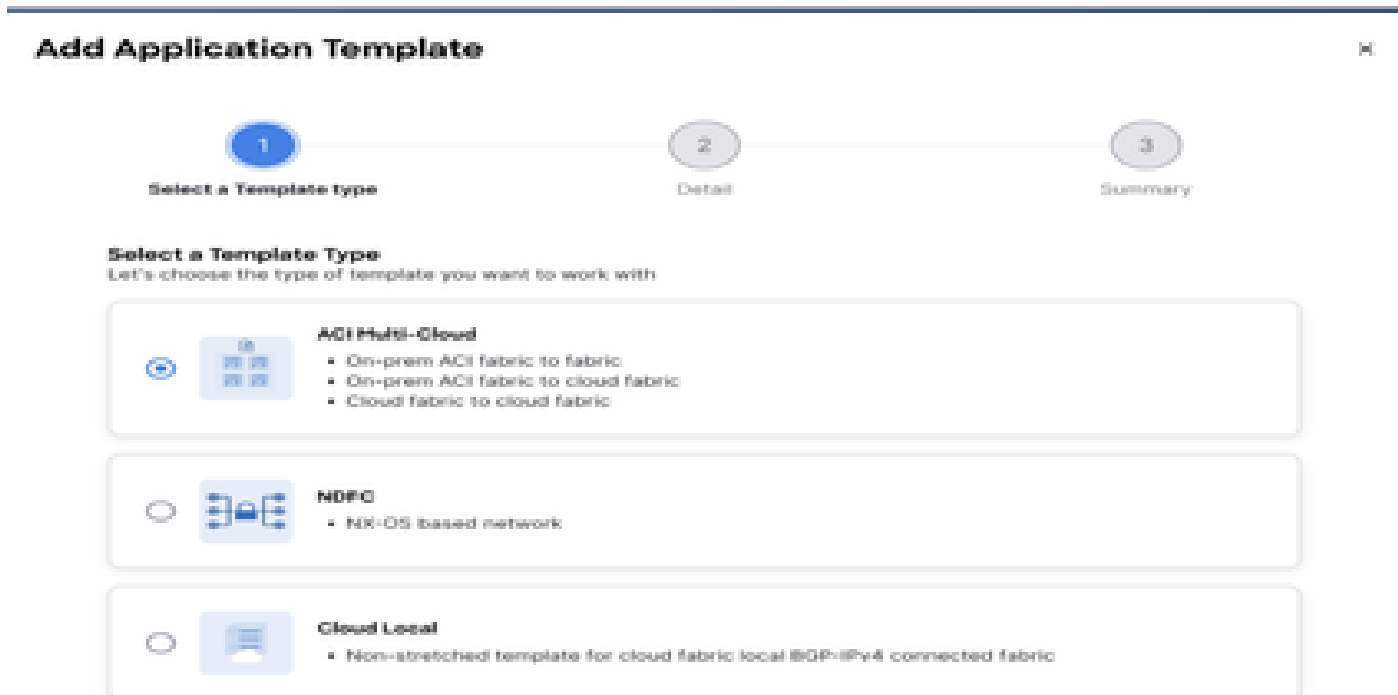 Add Application Template
1
2
3
Select a Template type
Detail
Summary
Select a Template Type
Let's choose the type of template you want to work with
ACI Multi-Cloud
• On-prem ACI fabric to fabric
• On-prem ACI fabric to cloud fabric
• Cloud fabric to cloud fabric
NDFC
• NX-OS based network
Cloud Local
• Non-stretched template for cloud fabric local BGP-IPv4 connected fabric